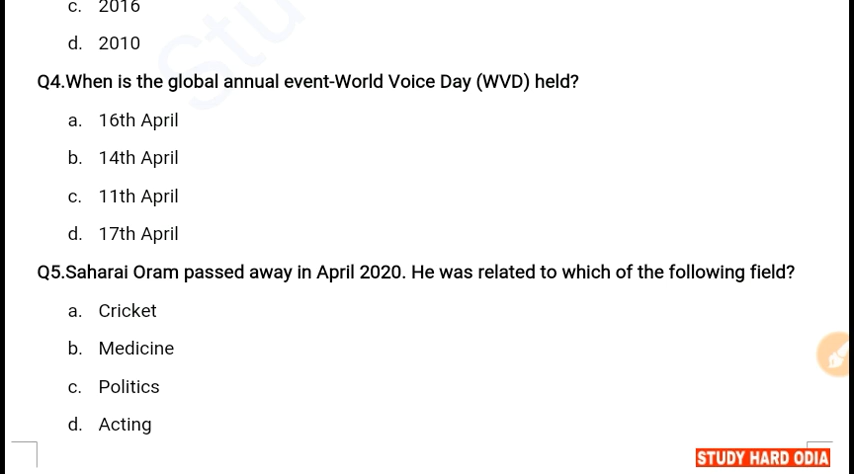 c. 2016
d. 2010
Stu
Q4.When is the global annual event-World Voice Day (WVD) held?
a. 16th April
b. 14th April
c. 11th April
d. 17th April
Q5.Saharai Oram passed away in April 2020. He was related to which of the following field?
a. Cricket
b. Medicine
c. Politics
d. Acting
STUDY HARD ODIA